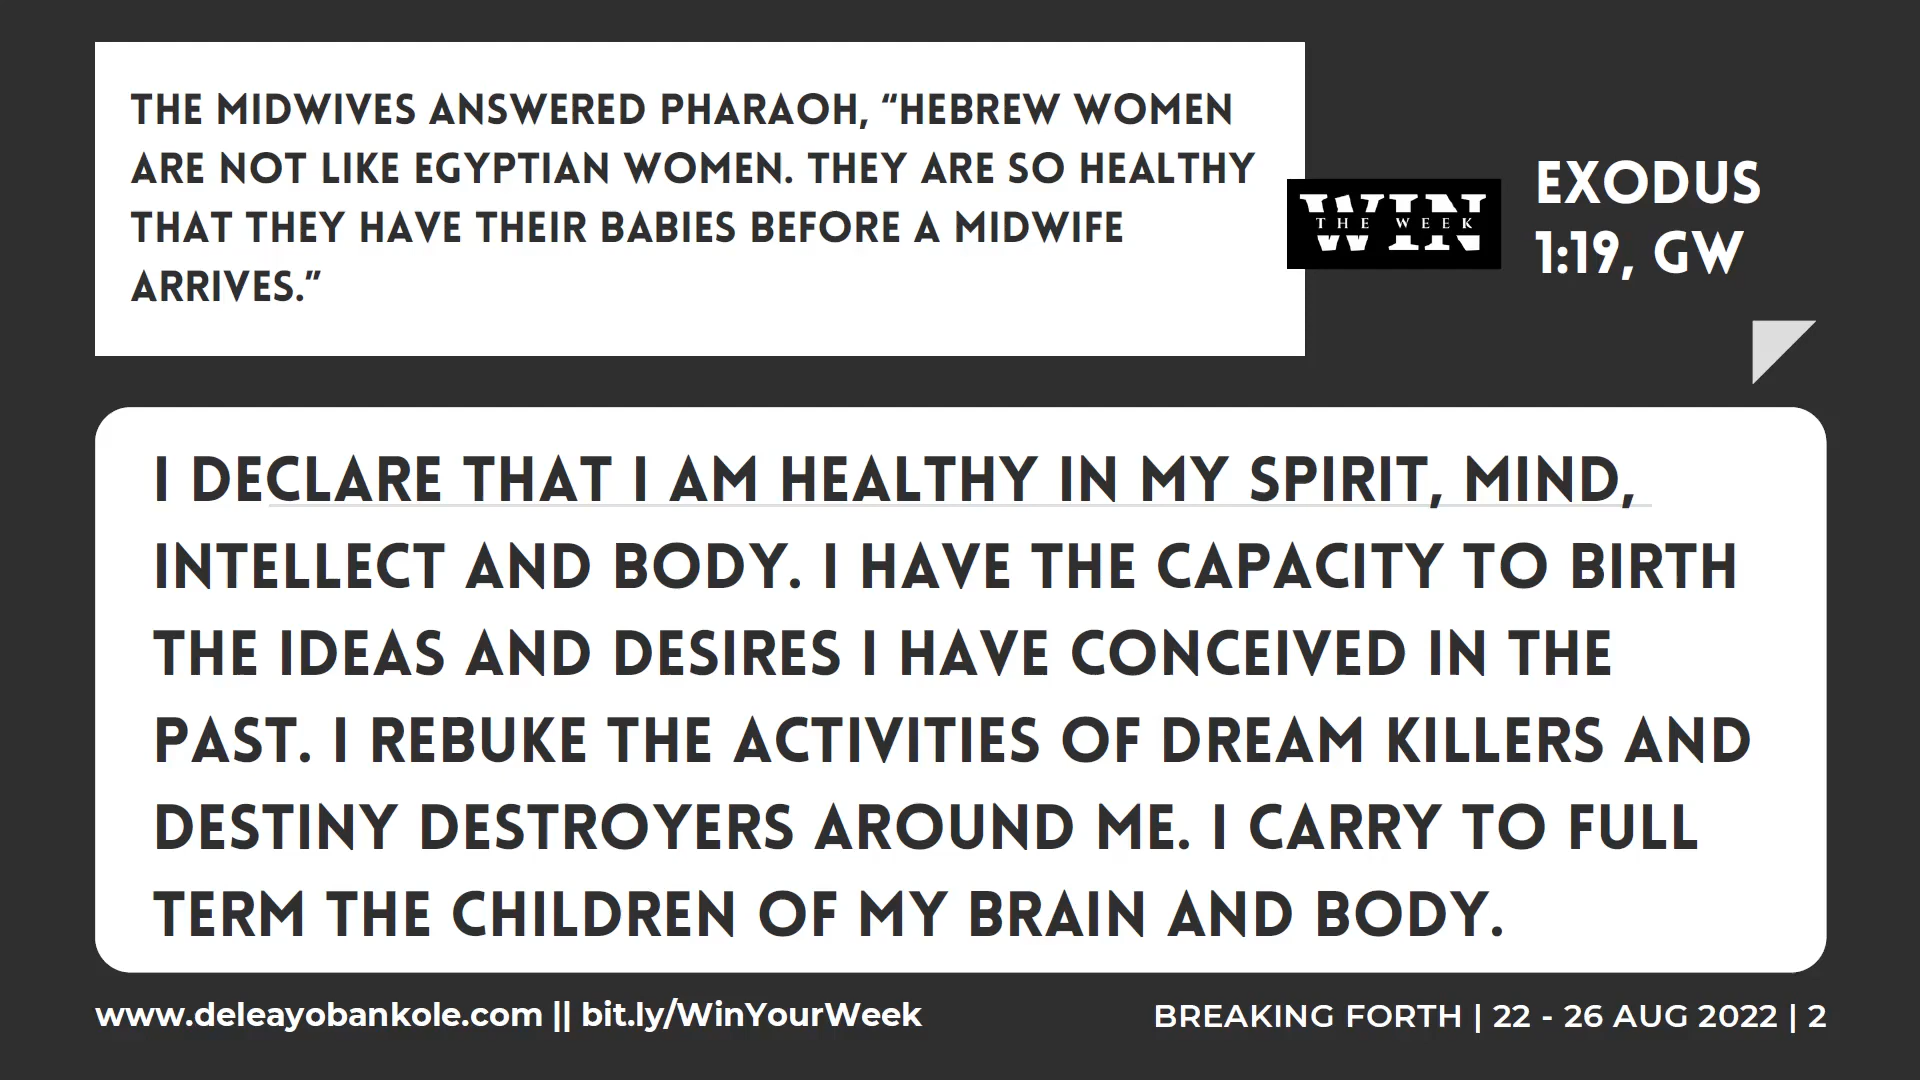 THE MIDWIVES ANSWERED PHARAOH, “HEBREW WOMEN
ARE NOT LIKE EGYPTIAN WOMEN. THEY ARE SO HEALTHY
THAT THEY HAVE THEIR BABIES BEFORE A MIDWIFE
ARRIVES.”
WIN
THE WEEK
EXODUS
1:19, GW
I DECLARE THAT I AM HEALTHY IN MY SPIRIT, MIND,
INTELLECT AND BODY. I HAVE THE CAPACITY TO BIRTH
THE IDEAS AND DESIRES I HAVE CONCEIVED IN THE
PAST. I REBUKE THE ACTIVITIES OF DREAM KILLERS AND
DESTINY DESTROYERS AROUND ME. I CARRY TO FULL
TERM THE CHILDREN OF MY BRAIN AND BODY.
www.deleayobankole.com || bit.ly/WinYourWeek
BREAKING FORTH | 22 - 26 AUG 2022 | 2